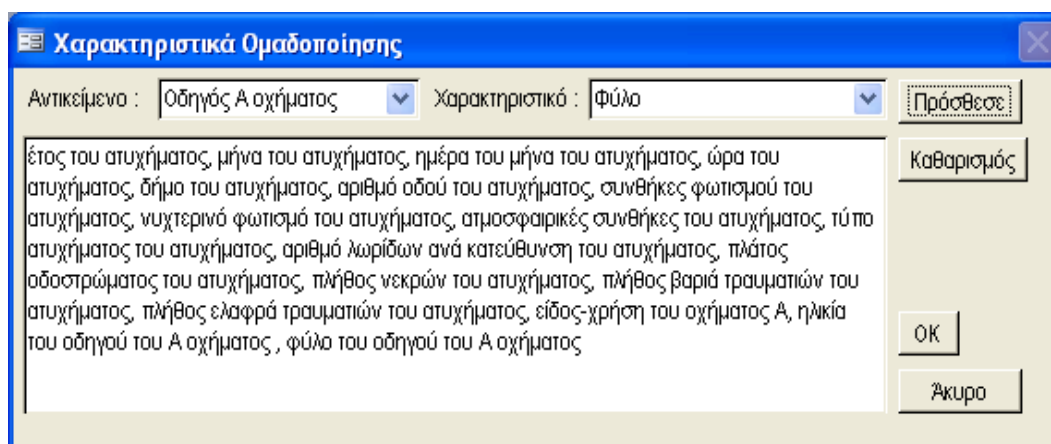 Χαρακτηριστικά Ομαδοποίησης
Αντικείμενο : Οδηγός Α οχήματος Χαρακτηριστικό : Φύλο Πρόσθεσε
έτος του ατυχήματος, μήνα του ατυχήματος, ημέρα του μήνα του ατυχήματος, ώρα του
ατυχήματος, δήμο του ατυχήματος, αριθμό οδού του ατυχήματος, συνθήκες φωτισμού του
ατυχήματος, νυχτερινό φωτισμό του ατυχήματος, ατμοσφαιρικές συνθήκες του ατυχήματος, τύπο
ατυχήματος του ατυχήματος, αριθμό λωρίδων ανά κατεύθυνση του ατυχήματος, πλάτος
οδοστρώματος του ατυχήματος, πλήθος νεκρών του ατυχήματος, πλήθος βαριά τραυματιών του
ατυχήματος, πλήθος ελαφρά τραυματιών του ατυχήματος, είδος-χρήση του οχήματος Α, ηλικία
του οδηγού του Α οχήματος , φύλο του οδηγού του Α οχήματος
Καθαρισμός
OK
Άκυρο